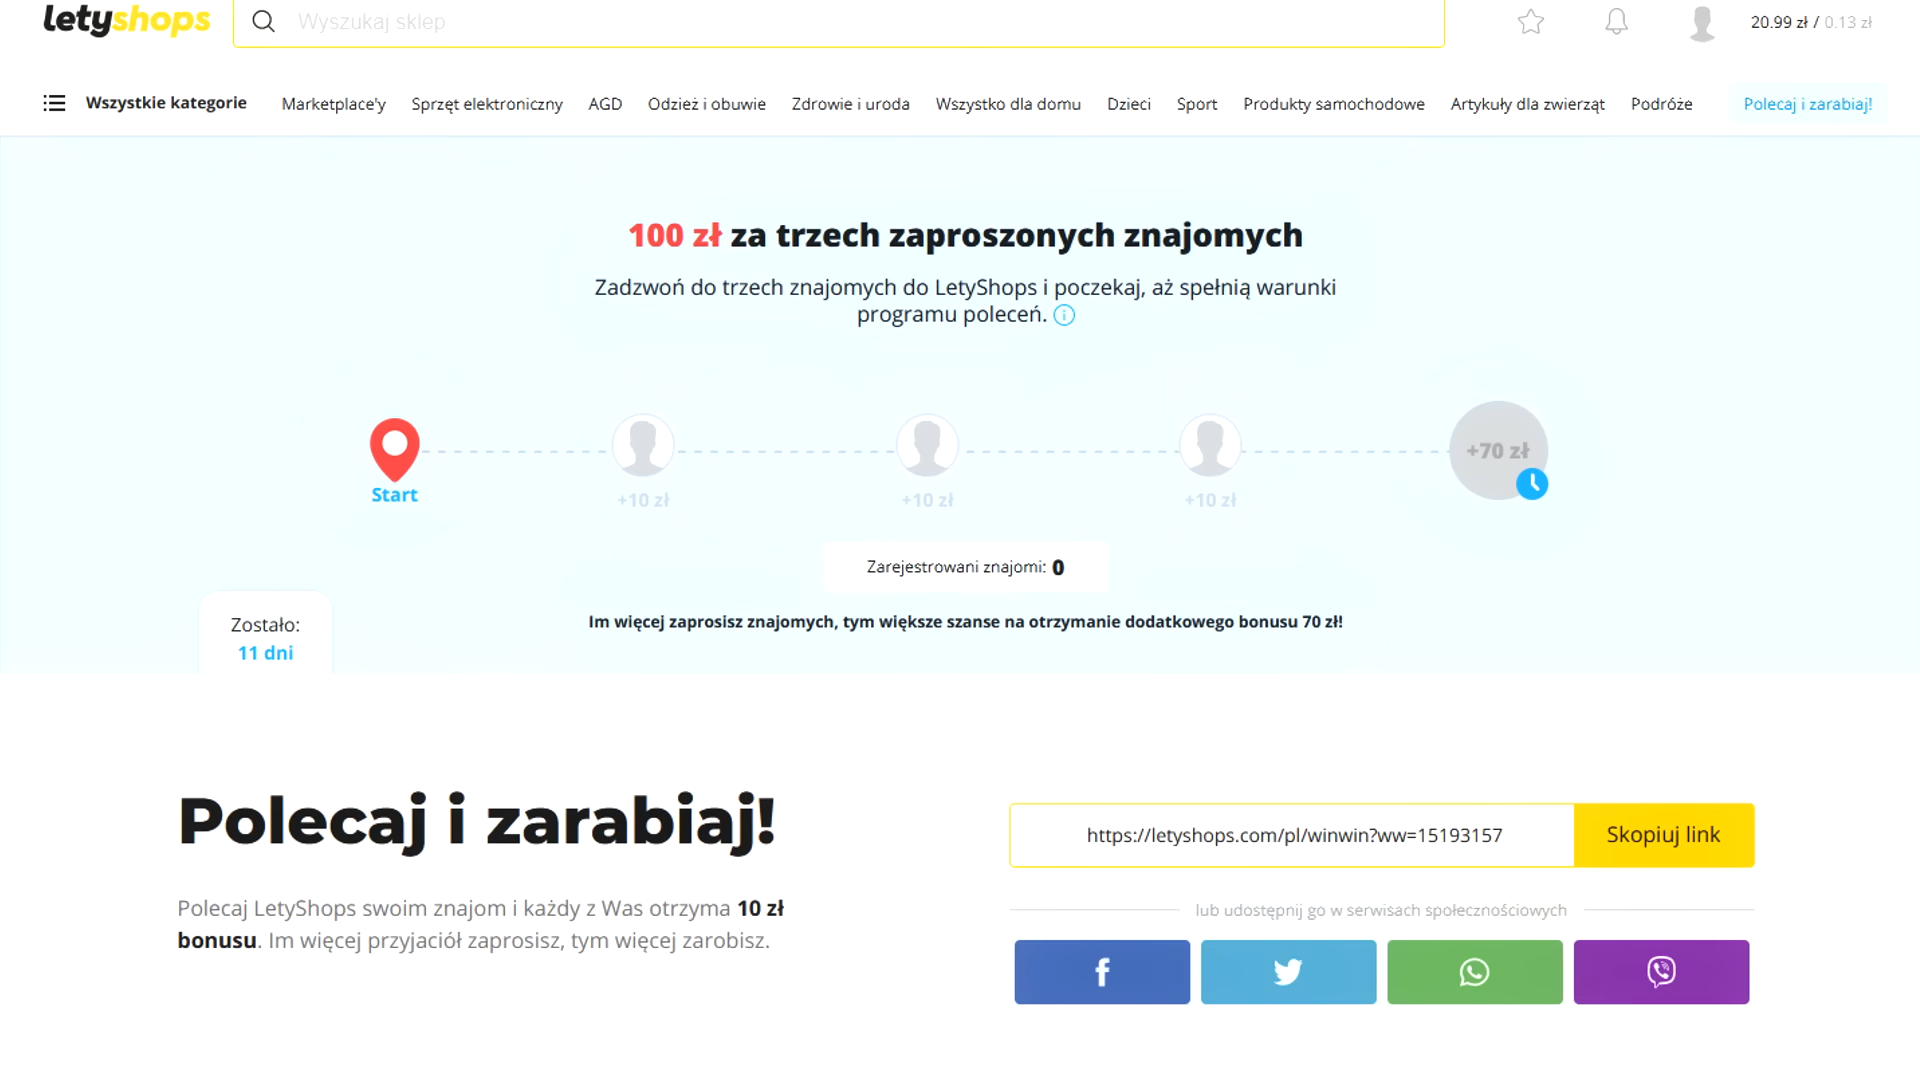 letyshops
Wyszukaj sklep
20.99 zł / 0.13 zł
Wszystkie kategorie Marketplace'y Sprzęt elektroniczny AGD Odzież i obuwie Zdrowie i uroda Wszystko dla domu Dzieci Sport Produkty samochodowe Artykuły dla zwierząt Podróże Polecaj i zarabiaj!
100 zł za trzech zaproszonych znajomych
Zadzwoń do trzech znajomych do LetyShops i poczekaj, aż spełnią warunki
programu poleceń.
+70 zł
Start
+10 zł +10 zł +10 zł
Zarejestrowani znajomi: 0
Im więcej zaprosisz znajomych, tym większe szanse na otrzymanie dodatkowego bonusu 70 zł!
Zostało:
11 dni
Polecaj i zarabiaj!
Polecaj LetyShops swoim znajom i każdy z Was otrzyma 10 zł
bonusu. Im więcej przyjaciół zaprosisz, tym więcej zarobisz.
https://letyshops.com/pl/winwin?ww=15193157
Skopiuj link
lub udostępnij go w serwisach społecznościowych